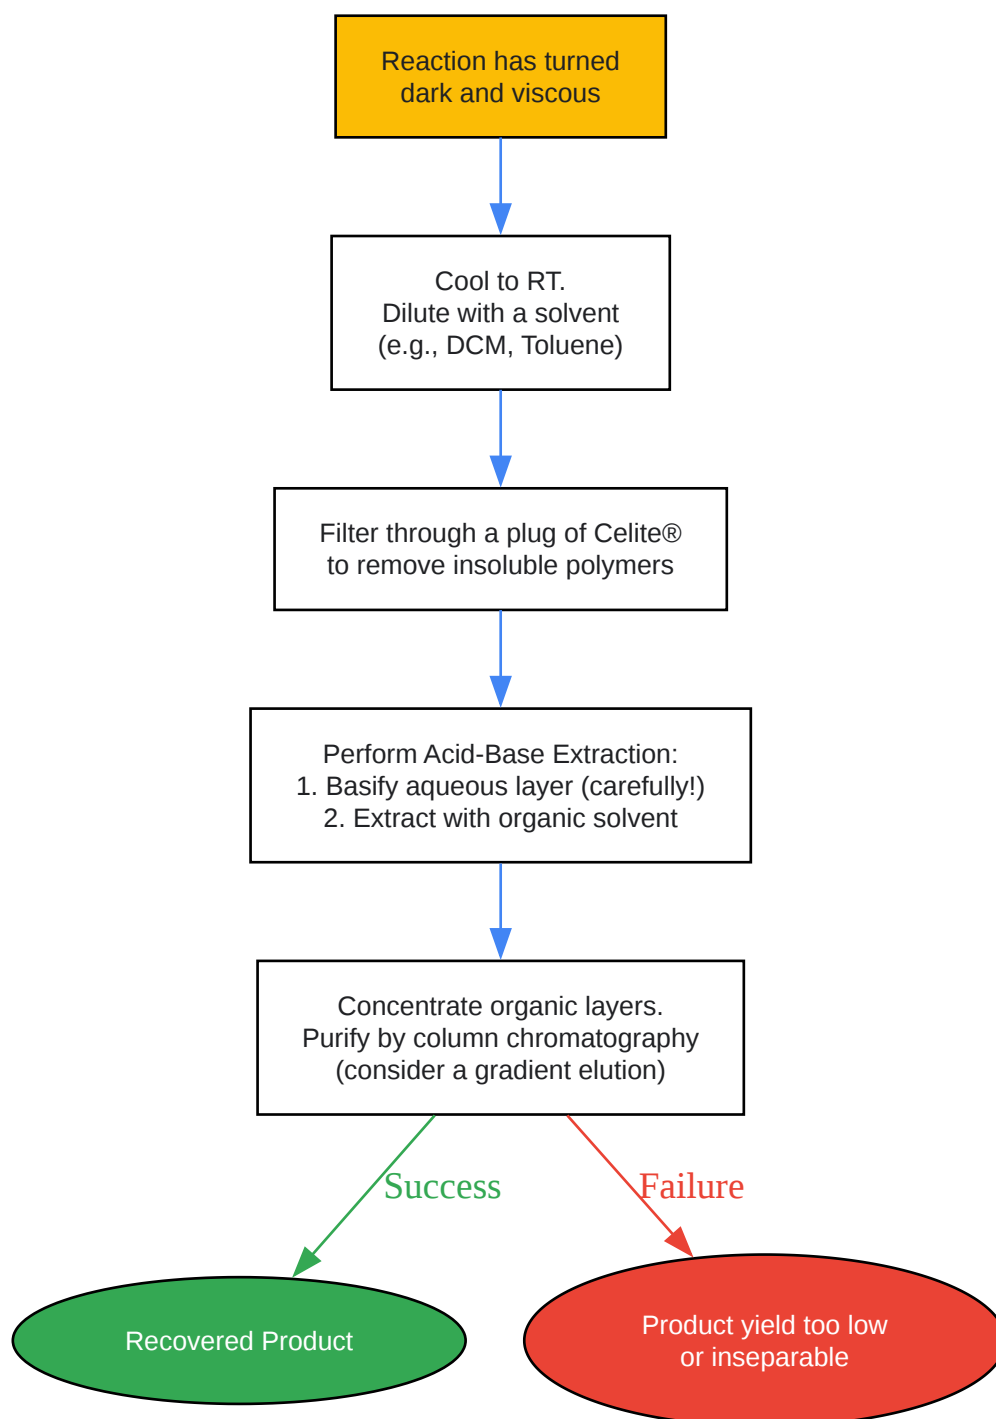 Reaction has turned
dark and viscous
Cool to RT.
Dilute with a solvent
(e.g., DCM, Toluene)
Filter through a plug of Celite®
to remove insoluble polymers
Perform Acid-Base Extraction:
1. Basify aqueous layer (carefully!)
2. Extract with organic solvent
Concentrate organic layers.
Purify by column chromatography
(consider a gradient elution)
Success
Failure
Recovered Product
Product yield too low
or inseparable